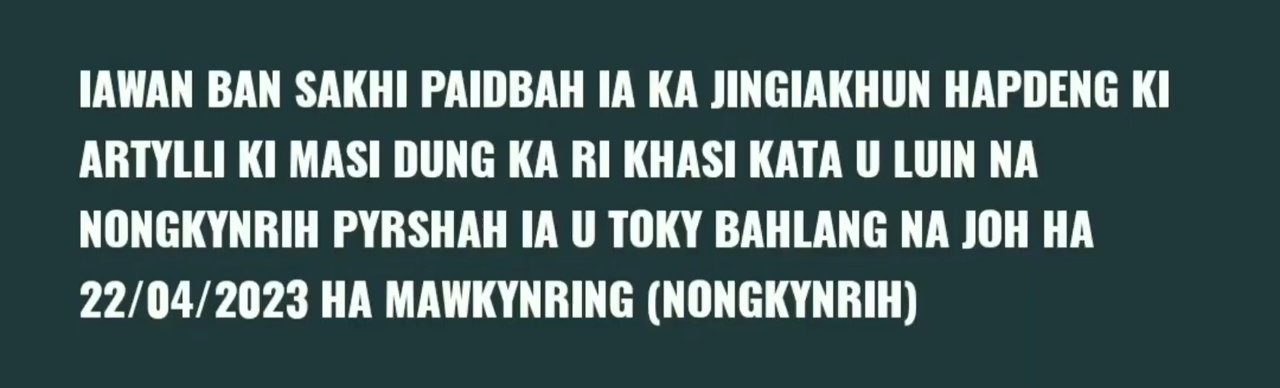 IAWAN BAN SAKHI PAIDBAH IA KA JINGIAKHUN HAPDENG KI
ARTYLLI KI MASI DUNG KA RI KHASI KATA U LUIN NA
NONGKYNRIH PYRSHAH IA U TOKY BAHLANG NA JOH HA
22/04/2023 HA MAWKYNRING (NONGKYNRIH)